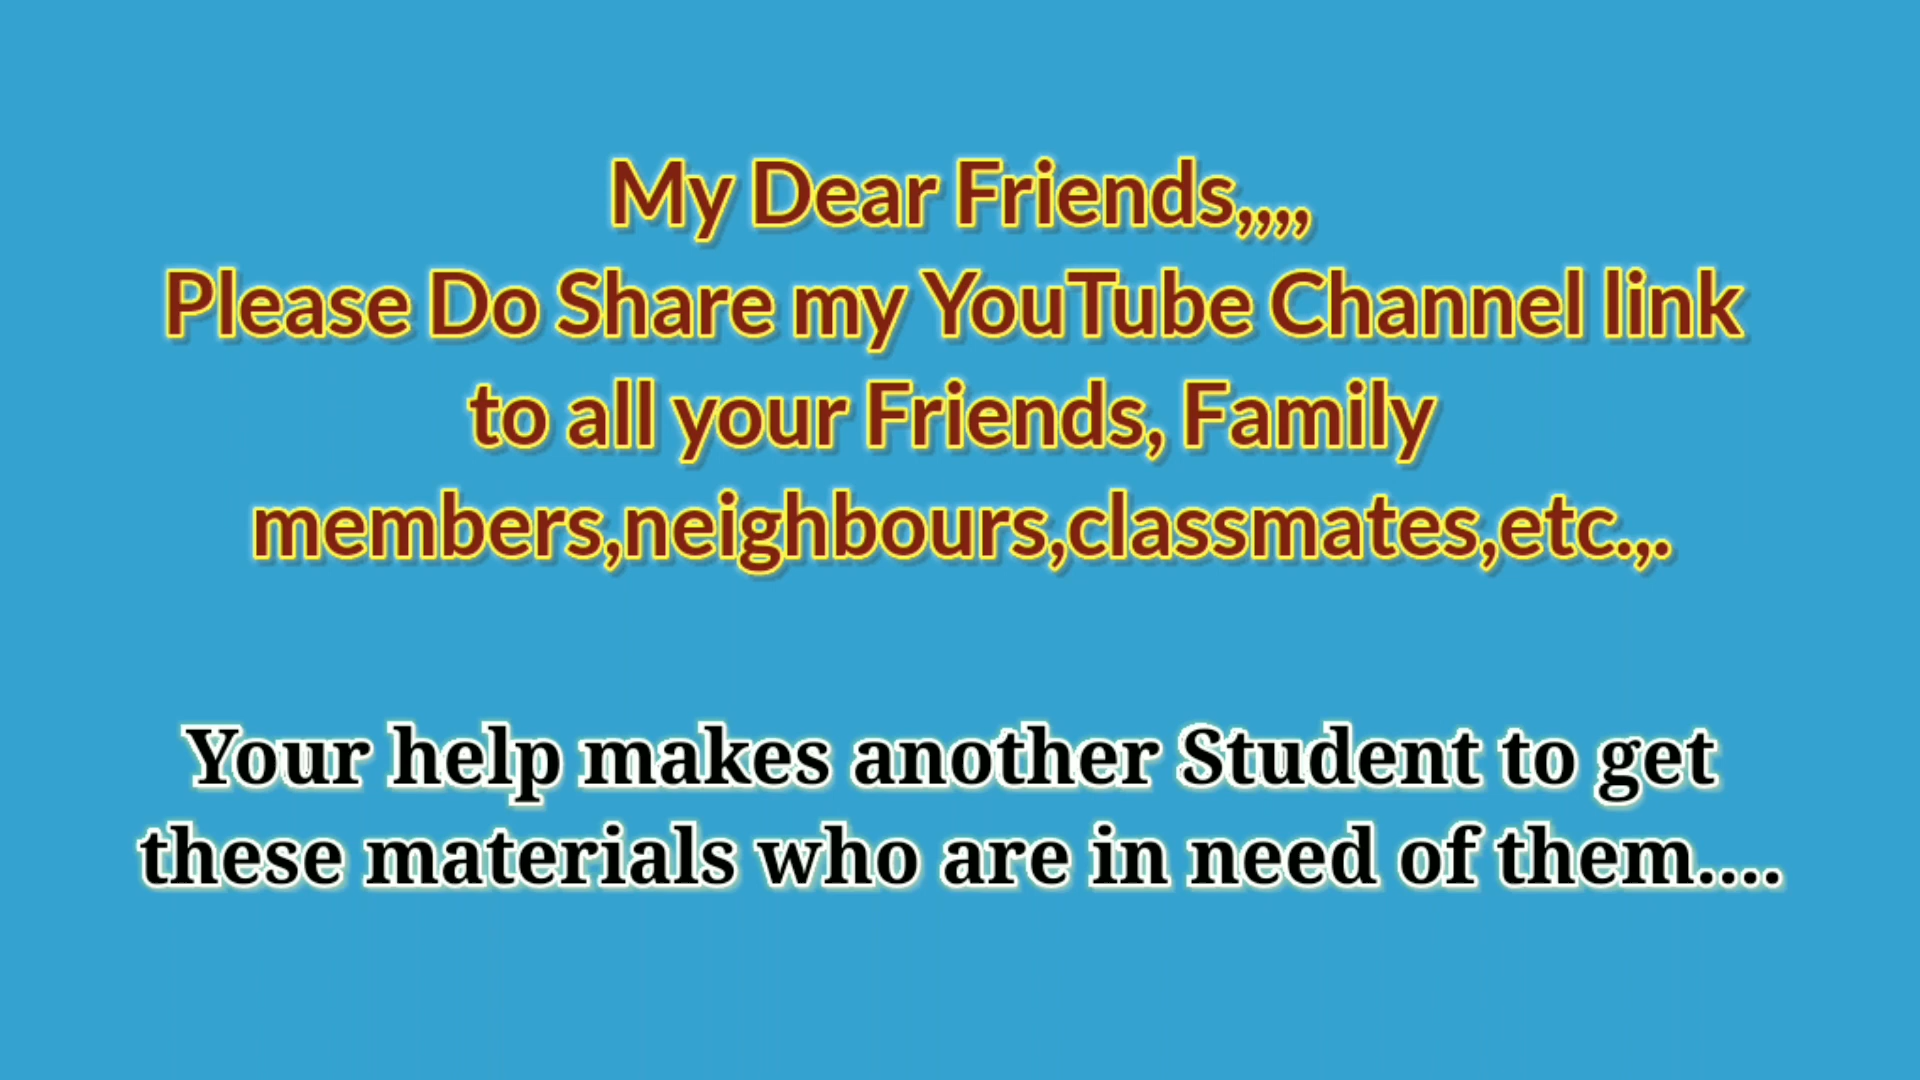 My Dear Friends,,,,
Please Do Share my YouTube Channel link
to all your Friends, Family
members,neighbours,classmates,etc.,.
Your help makes another Student to get
these materials who are in need of them....